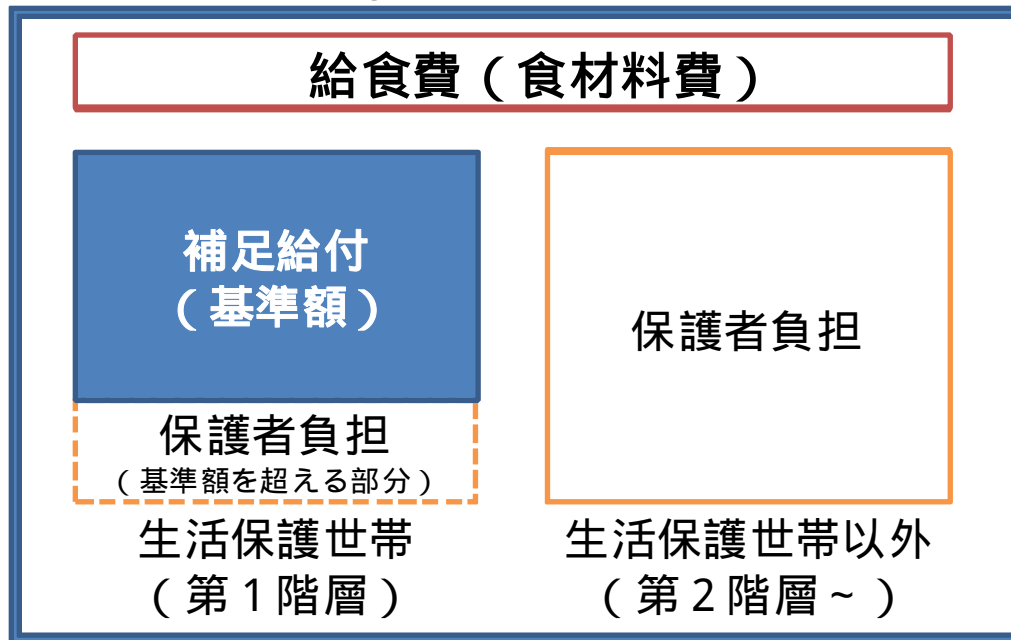 給食費(食材料費)
補足給付
(基準額)
保護者負担
(基準額を超える部分)
生活保護世帯
(第1階層)
保護者負担
生活保護世帯以外
(第2階層~)